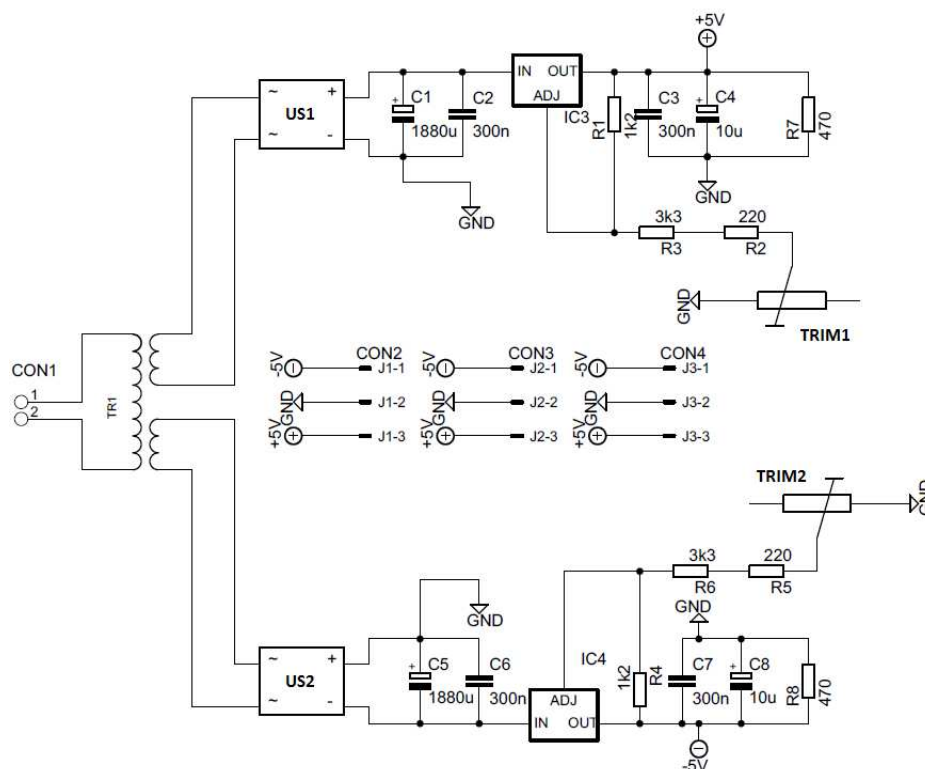 +5V
US1
~
~
+
-
C1
1880u
C2
300n
IN OUT
ADJ
IC3
R1
1k2
C3
300n
C4
10u
R7
470
GND
GND
3k3
R3
220
R2
GND
TRIM1
CON1
1
2
TR1
CON2
-5V
J1-1
GND
J1-2
+5V
J1-3
CON3
-5V
J2-1
GND
J2-2
+5V
J2-3
CON4
-5V
J3-1
GND
J3-2
+5V
J3-3
TRIM2
GND
3k3
R6
220
R5
GND
GND
US2
~
~
+
-
C5
1880u
C6
300n
IC4
ADJ
IN OUT
1k2
R4
C7
300n
C8
10u
R8
470
-5V